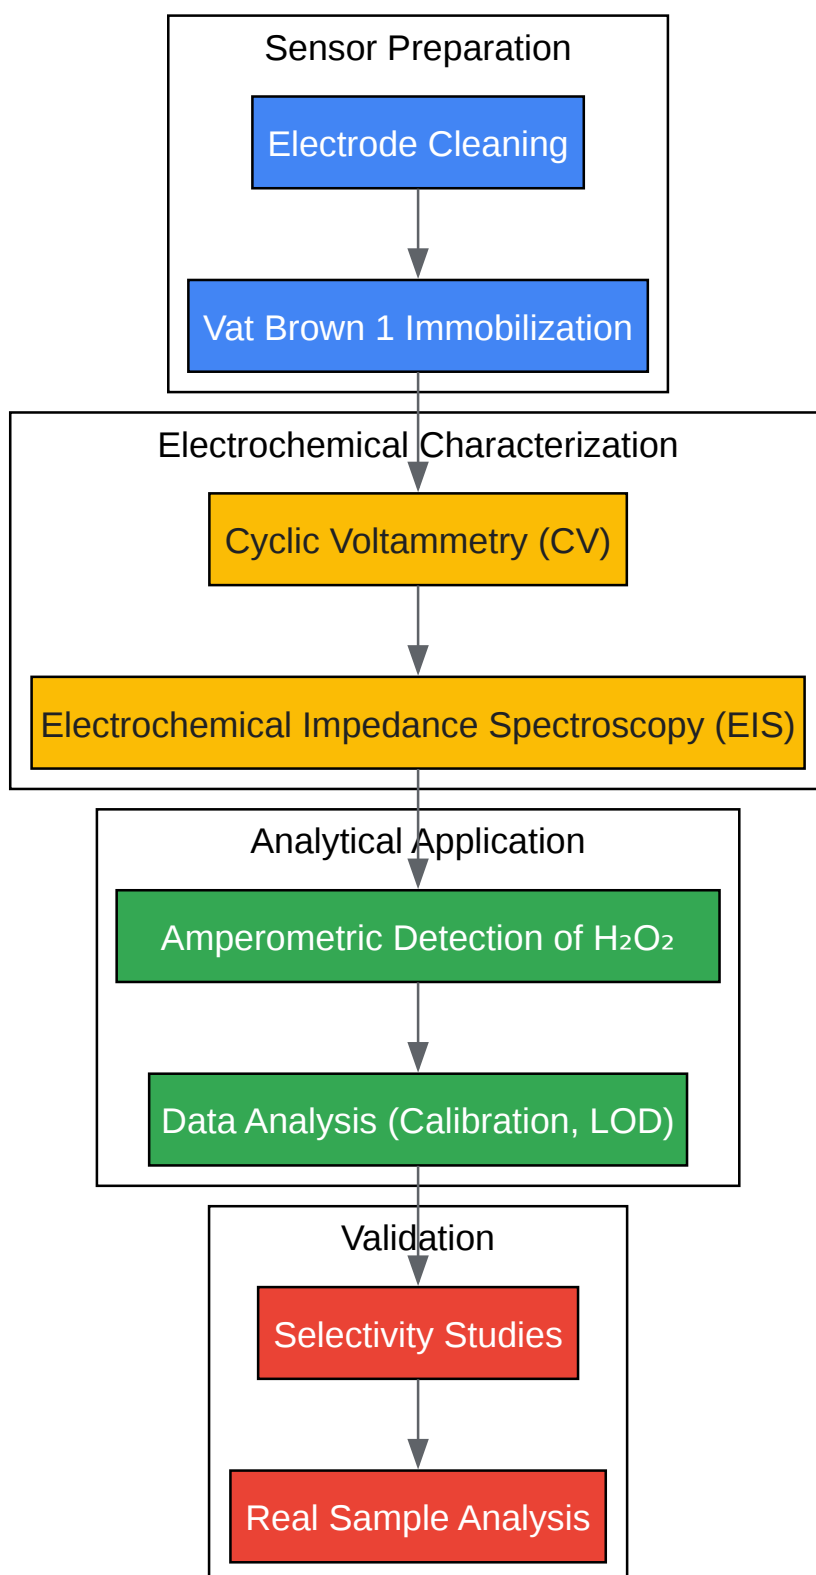 Sensor Preparation
Electrode Cleaning
Vat Brown 1 Immobilization
Electrochemical Characterization
Cyclic Voltammetry (CV)
Electrochemical Impedance Spectroscopy (EIS)
Analytical Application
Amperometric Detection of H₂O₂
Data Analysis (Calibration, LOD)
Validation
Selectivity Studies
Real Sample Analysis